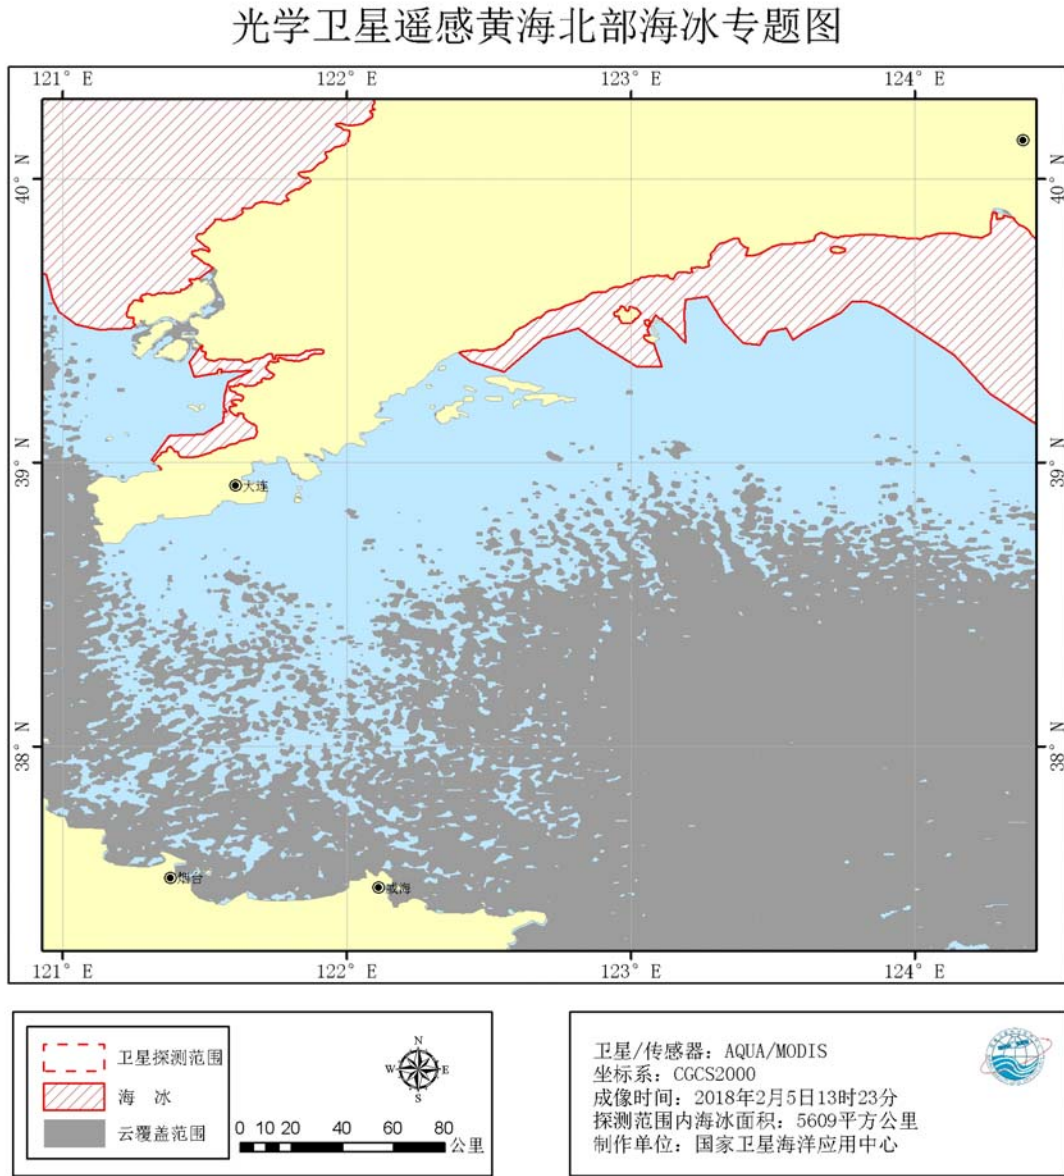 光学卫星遥感黄海北部海冰专题图
121° E
122° E
123° E
124° E
40° N
40° N
39° N
39° N
大连
38° N
38° N
烟台
威海
121° E
122° E
123° E
124° E
卫星探测范围
海 冰
云覆盖范围
N
W
E
S
0 10 20 40 60 80
公里
卫星/传感器: AQUA/MODIS
坐标系: CGCS2000
成像时间: 2018年2月5日13时23分
探测范围内海冰面积: 5609平方公里
制作单位: 国家卫星海洋应用中心